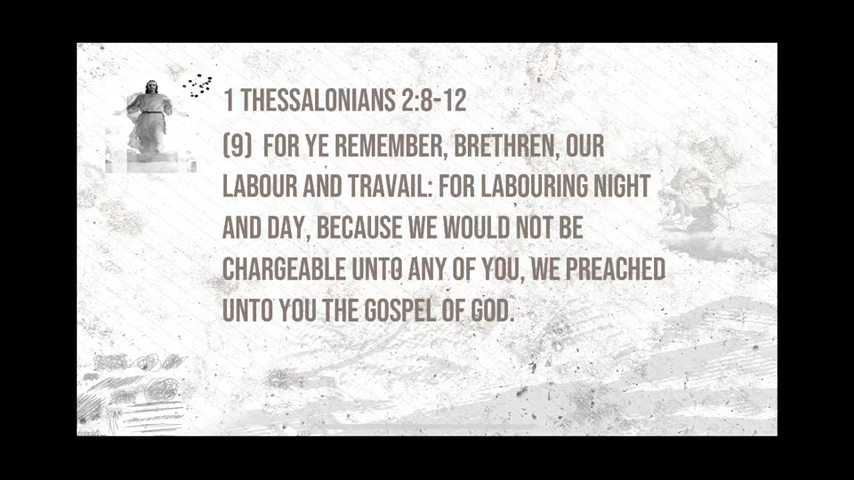 1 THESSALONIANS 2:8-12
(9) FOR YE REMEMBER, BRETHREN, OUR
LABOUR AND TRAVAIL: FOR LABOURING NIGHT
AND DAY, BECAUSE WE WOULD NOT BE
CHARGEABLE UNTO ANY OF YOU, WE PREACHED
UNTO YOU THE GOSPEL OF GOD.